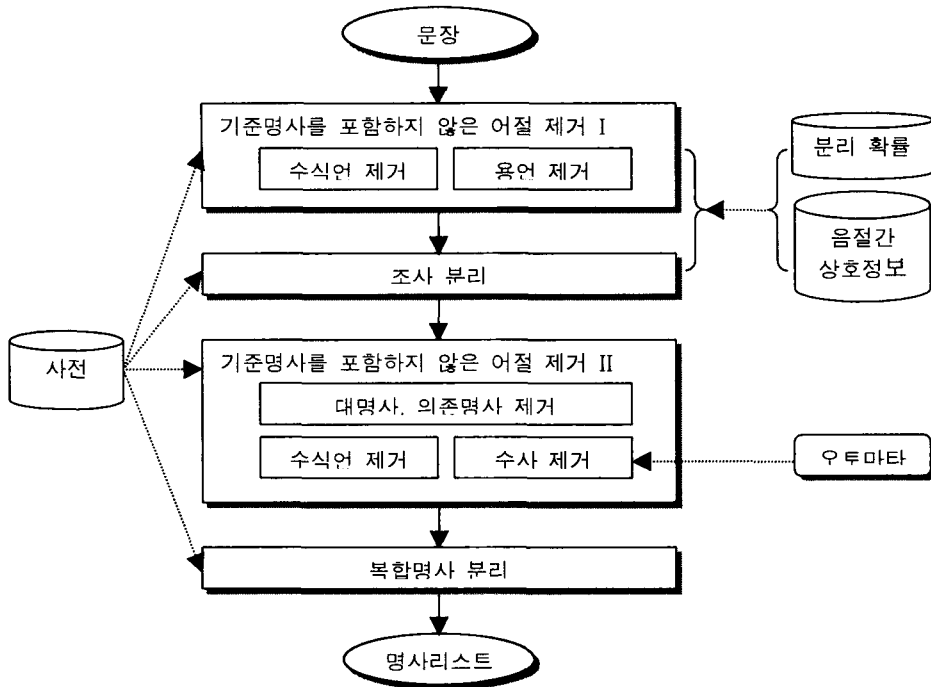 문장
기준명사를 포함하지 않은 어절 제거 I
수식언 제거
용언 제거
분리 확률
음절간
상호정보
조사 분리
사전
기준명사를 포함하지 않은 어절 제거 II
대명사, 의존명사 제거
수식언 제거
수사 제거
오토마타
복합명사 분리
명사리스트